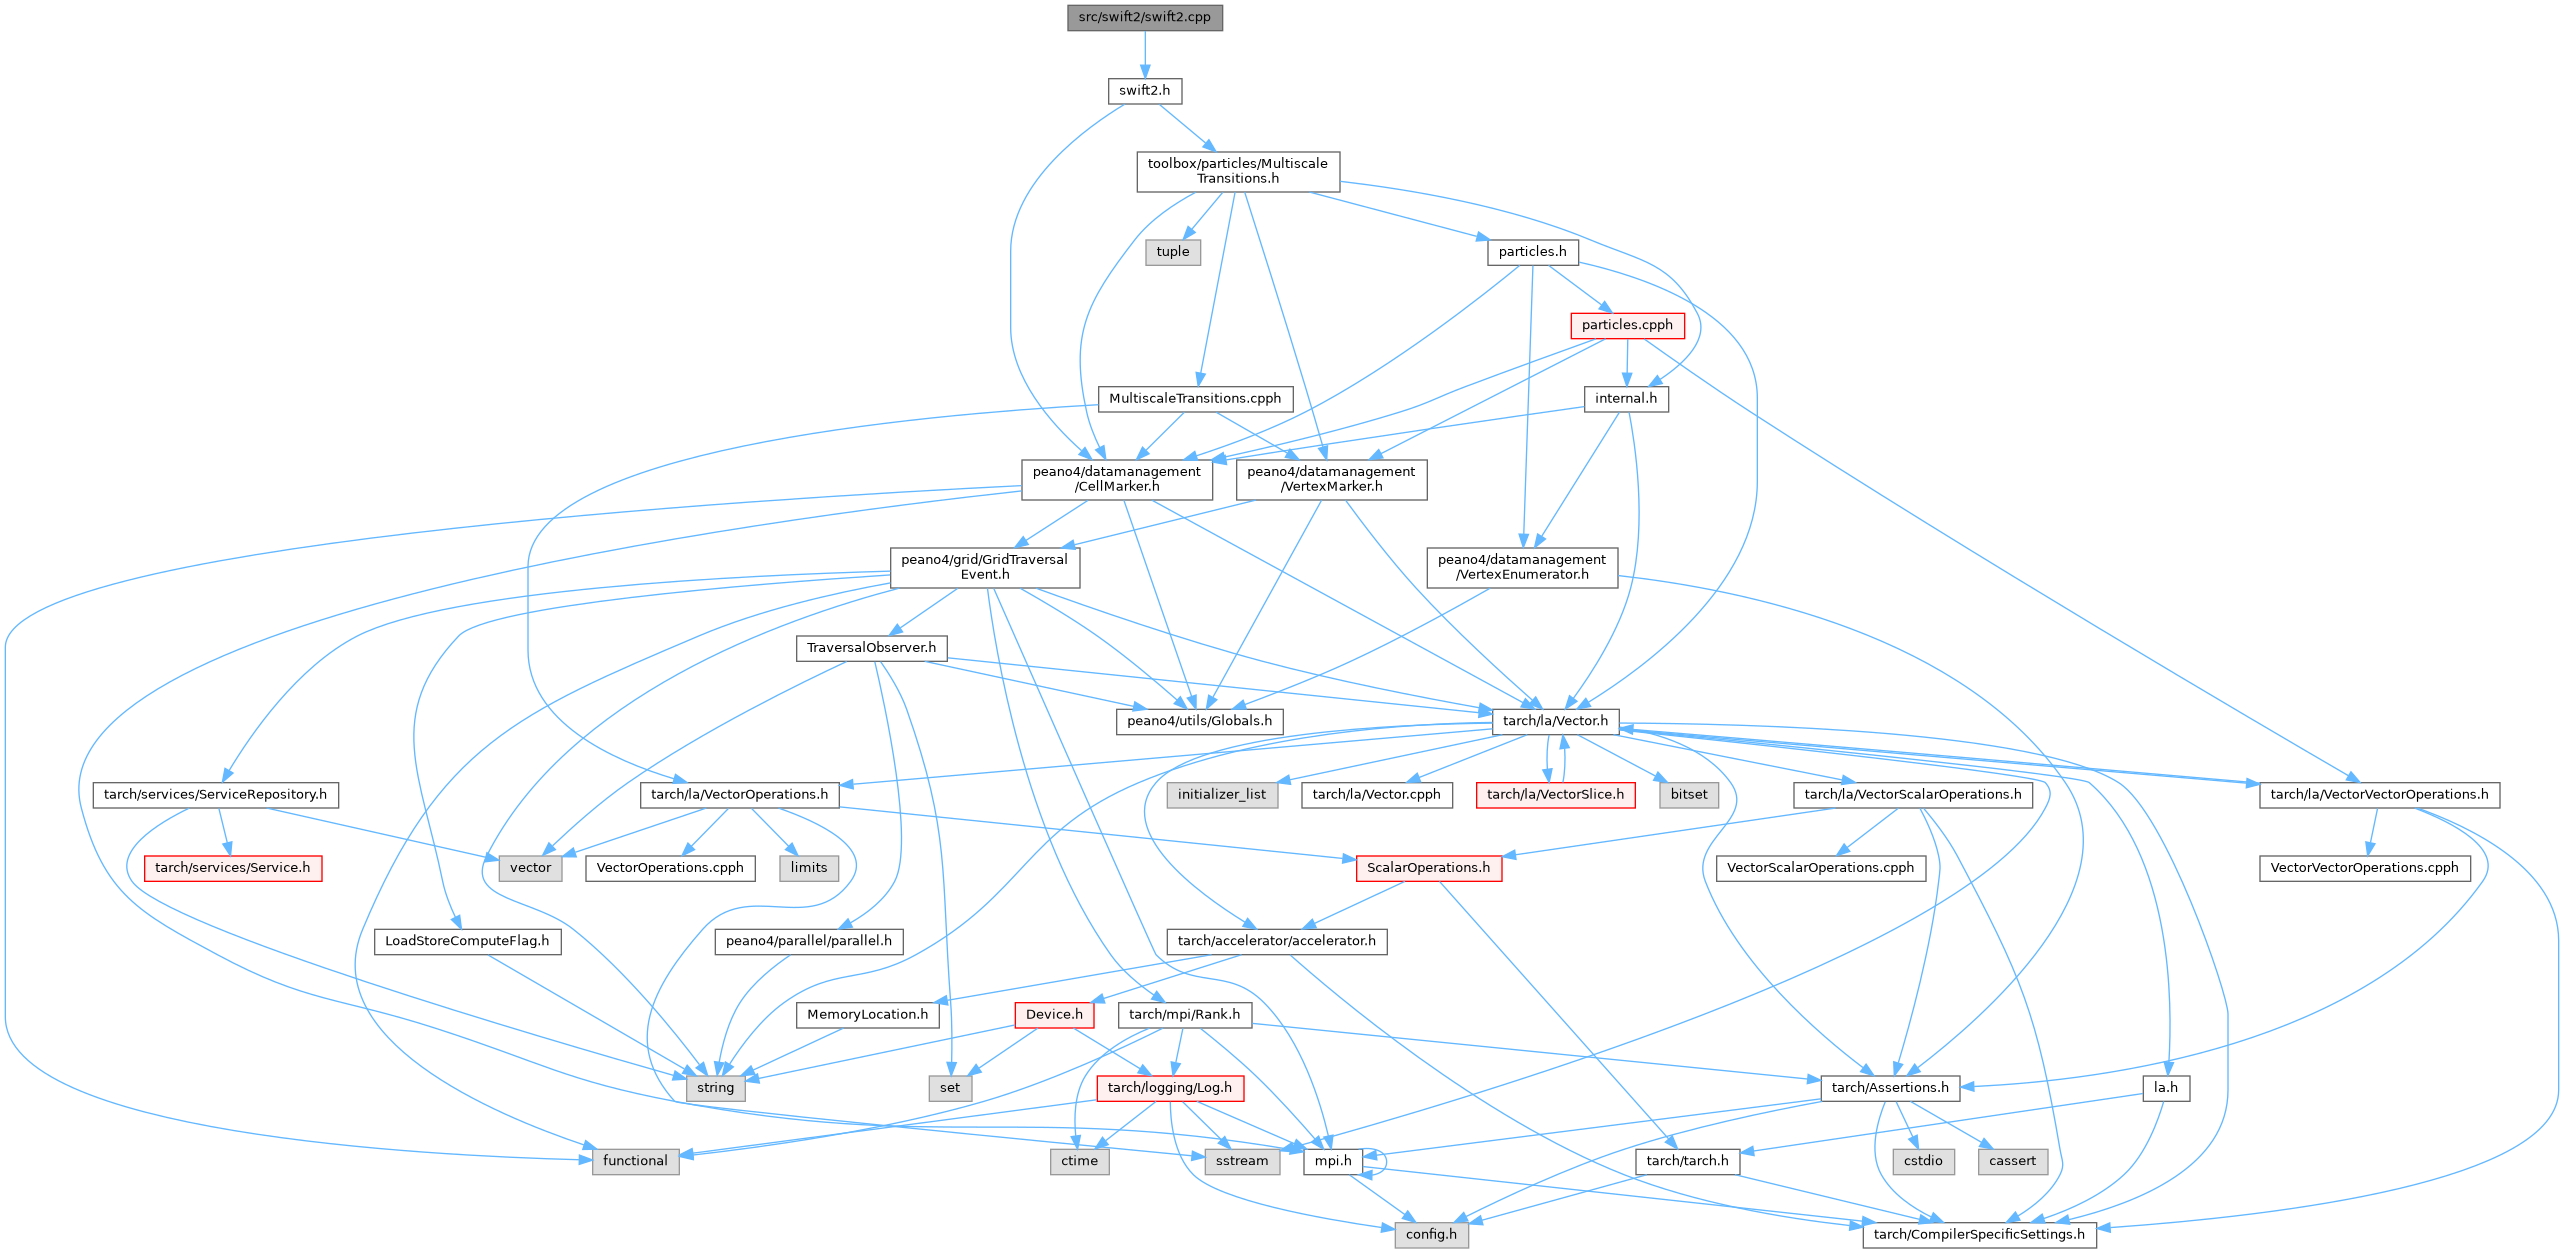 src/swift2/swift2.cpp
swift2.h
toolbox/particles/Multiscale
Transitions.h
tuple
particles.h
particles.cpph
MultiscaleTransitions.cpph
internal.h
peano4/datamanagement
/CellMarker.h
peano4/datamanagement
/VertexMarker.h
peano4/grid/GridTraversal
Event.h
peano4/datamanagement
/VertexEnumerator.h
TraversalObserver.h
peano4/utils/Globals.h
tarch/la/Vector.h
tarch/services/ServiceRepository.h
tarch/la/VectorOperations.h
initializer_list
tarch/la/Vector.cpph
tarch/la/VectorSlice.h
bitset
tarch/la/VectorScalarOperations.h
tarch/la/VectorVectorOperations.h
tarch/services/Service.h
vector
VectorOperations.cpph
limits
ScalarOperations.h
VectorScalarOperations.cpph
VectorVectorOperations.cpph
LoadStoreComputeFlag.h
peano4/parallel/parallel.h
tarch/accelerator/accelerator.h
MemoryLocation.h
Device.h
tarch/mpi/Rank.h
string
set
tarch/logging/Log.h
tarch/Assertions.h
la.h
functional
ctime
sstream
mpi.h
tarch/tarch.h
cstdio
cassert
config.h
tarch/CompilerSpecificSettings.h